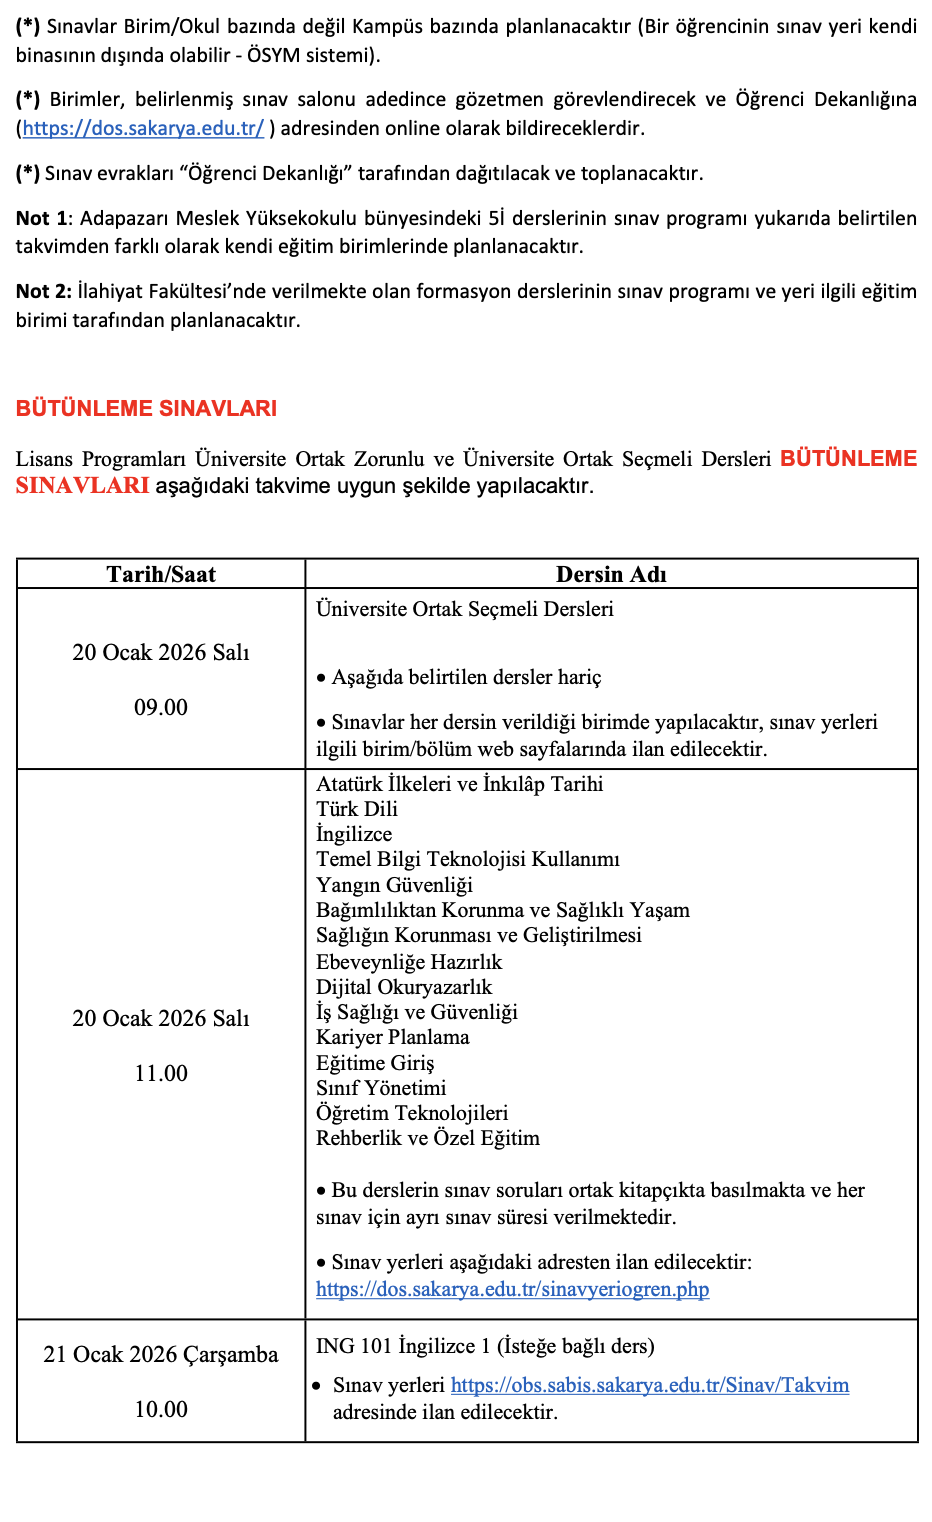 (*) Sınavlar Birim/Okul bazında değil Kampüs bazında planlanacaktır (Bir öğrencinin sınav yeri kendi
binasının dışında olabilir - ÖSYM sistemi).
(*) Birimler, belirlenmiş sınav salonu adedince gözetmen görevlendirecek ve Öğrenci Dekanlığına
(https://dos.sakarya.edu.tr/ ) adresinden online olarak bildireceklerdir.
(*) Sınav evrakları “Öğrenci Dekanlığı” tarafından dağıtılacak ve toplanacaktır.
Not 1: Adapazarı Meslek Yüksekokulu bünyesindeki 5İ derslerinin sınav programı yukarıda belirtilen
takvimden farklı olarak kendi eğitim birimlerinde planlanacaktır.
Not 2: İlahiyat Fakültesi’nde verilmekte olan formasyon derslerinin sınav programı ve yeri ilgili eğitim
birimi tarafından planlanacaktır.
BÜTÜNLEME SINAVLARI
Lisans Programları Üniversite Ortak Zorunlu ve Üniversite Ortak Seçmeli Dersleri BÜTÜNLEME
SINAVLARI aşağıdaki takvime uygun şekilde yapılacaktır.
Tarih/Saat
Dersin Adı
20 Ocak 2026 Salı
09.00
Üniversite Ortak Seçmeli Dersleri
• Aşağıda belirtilen dersler hariç
• Sınavlar her dersin verildiği birimde yapılacaktır, sınav yerleri
ilgili birim/bölüm web sayfalarında ilan edilecektir.
20 Ocak 2026 Salı
11.00
Atatürk İlkeleri ve İnkılâp Tarihi
Türk Dili
İngilizce
Temel Bilgi Teknolojisi Kullanımı
Yangın Güvenliği
Bağımlılıktan Korunma ve Sağlıklı Yaşam
Sağlığın Korunması ve Geliştirilmesi
Ebeveynliğe Hazırlık
Dijital Okuryazarlık
İş Sağlığı ve Güvenliği
Kariyer Planlama
Eğitime Giriş
Sınıf Yönetimi
Öğretim Teknolojileri
Rehberlik ve Özel Eğitim
• Bu derslerin sınav soruları ortak kitapçıkta basılmakta ve her
sınav için ayrı sınav süresi verilmektedir.
• Sınav yerleri aşağıdaki adresten ilan edilecektir:
https://dos.sakarya.edu.tr/sinavyeriogren.php
21 Ocak 2026 Çarşamba
10.00
ING 101 İngilizce 1 (İsteğe bağlı ders)
• Sınav yerleri https://obs.sabis.sakarya.edu.tr/Sinav/Takvim
adresinde ilan edilecektir.